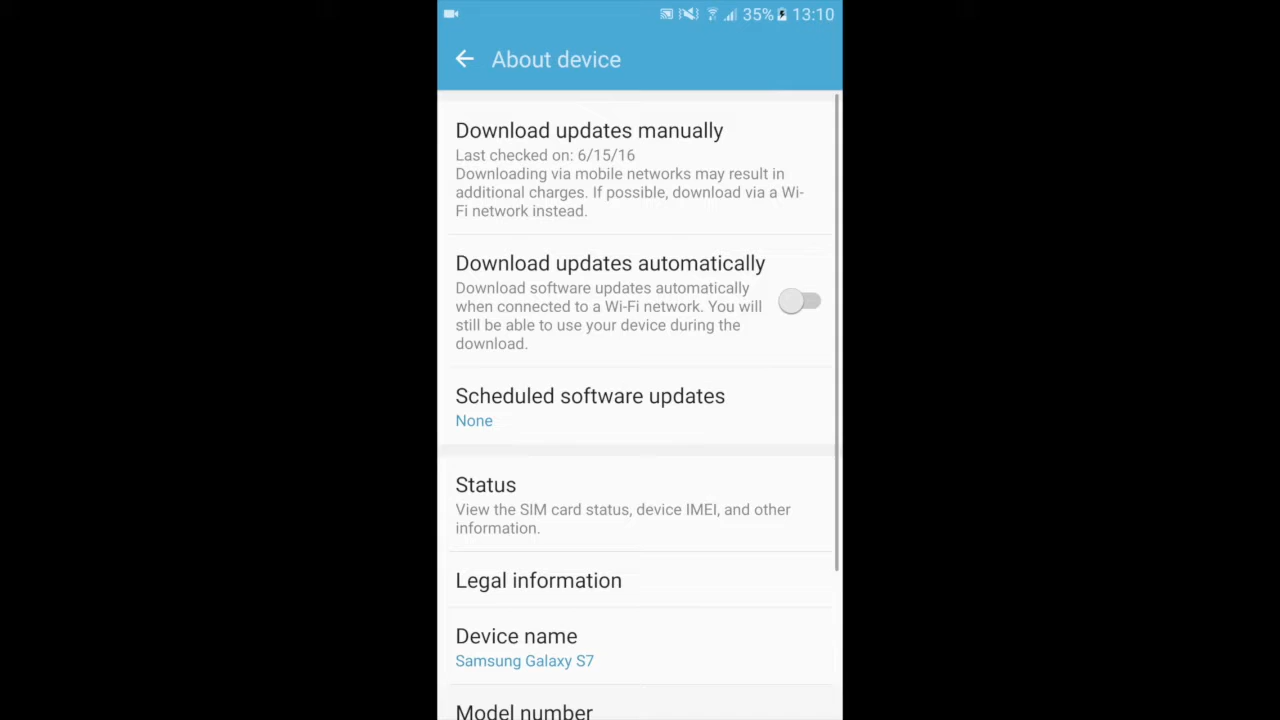 35% 13:10
About device
Download updates manually
Last checked on: 6/15/16
Downloading via mobile networks may result in
additional charges. If possible, download via a Wi-
Fi network instead.
Download updates automatically
Download software updates automatically
when connected to a Wi-Fi network. You will
still be able to use your device during the
download.
Scheduled software updates
None
Status
View the SIM card status, device IMEI, and other
information.
Legal information
Device name
Samsung Galaxy S7
Model number